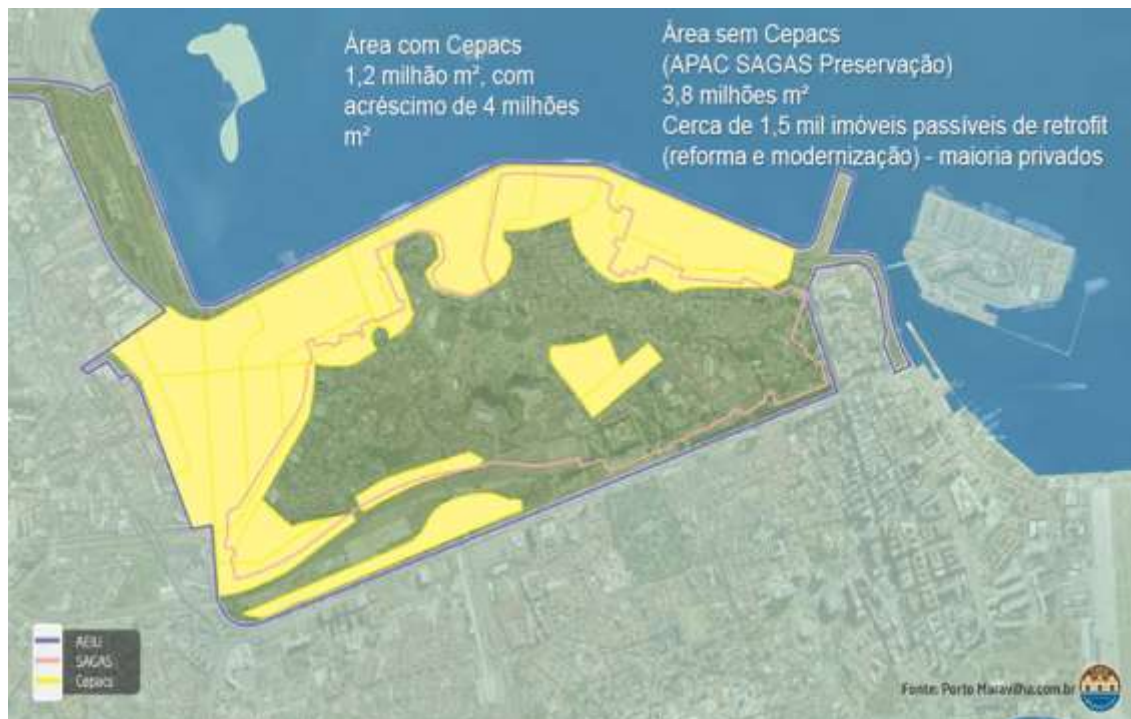 Área com Cepacs
1,2 milhão m², com
acréscimo de 4 milhões
m²
Área sem Cepacs
(APAC SAGAS Preservação)
3,8 milhões m²
Cerca de 1,5 mil imóveis passíveis de retrofit
(reforma e modernização) - maioria privados
AEIU
SAGAS
Cepacs
Fonte: Porto Maravilha.com.br